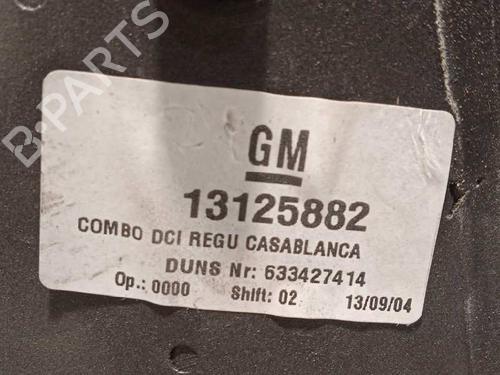 B-PARTS
GM
13125882
COMBO DCI REGU CASABLANCA
DUNS Nr: 633427414
Op.: 0000 Shift: 02 13/09/04